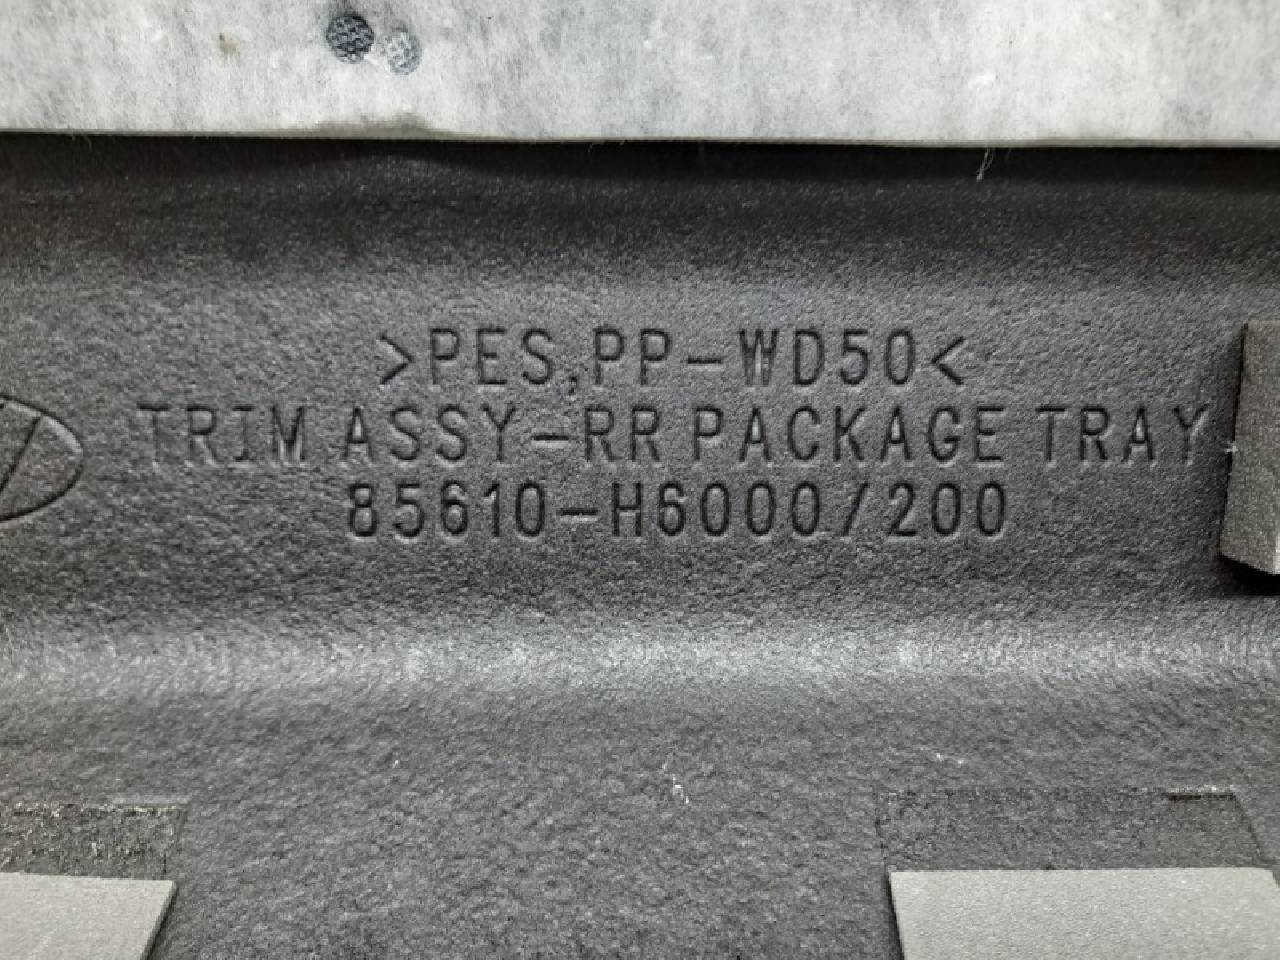 >PES,PP-WD50<
TRIM ASSY-RR PACKAGE TRAY
85610-H6000/200